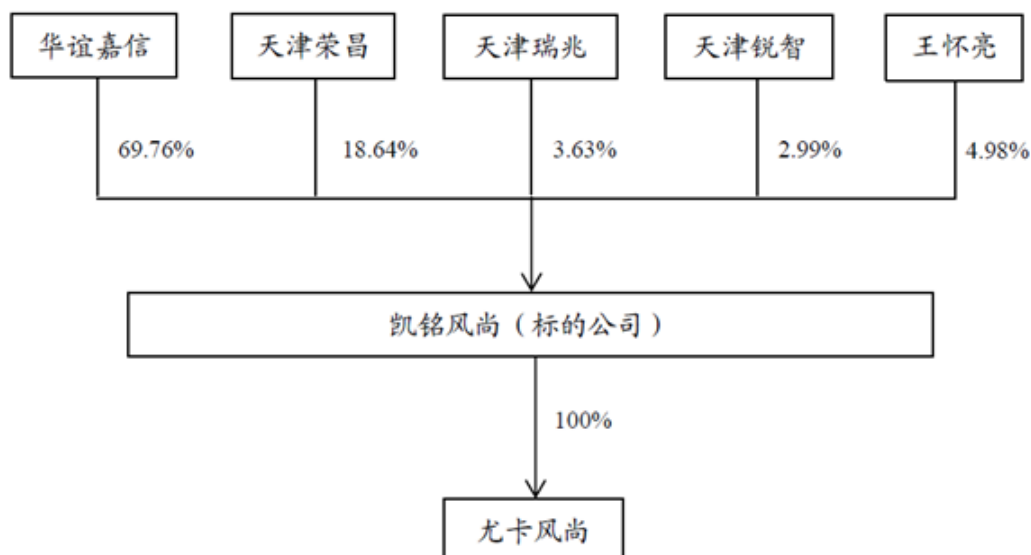 华谊嘉信 天津荣昌 天津瑞兆 天津锐智 王怀亮
69.76% 18.64% 3.63% 2.99% 4.98%
凯铭风尚（标的公司）
100%
尤卡风尚